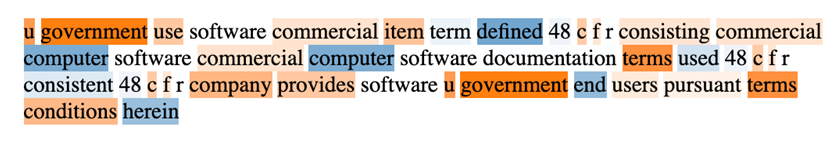 u government use software commercial item term defined 48 c f r consisting commercial
computer software commercial computer software documentation terms used 48 c f r
consistent 48 c f r company provides software u government end users pursuant terms
conditions herein